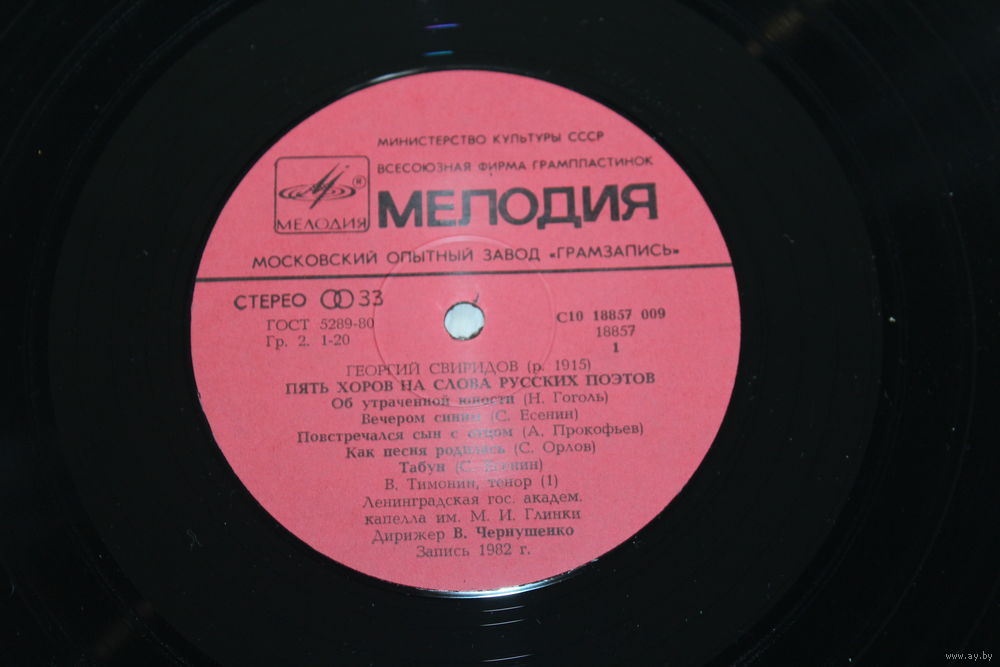 МИНИСТЕРСТВО КУЛЬТУРЫ СССР
ВСЕСОЮЗНАЯ ФИРМА ГРАМПЛАСТИНОК
МЕЛОДИЯ ®
МЕЛОДИЯ
МОСКОВСКИЙ ОПЫТНЫЙ ЗАВОД «ГРАМЗАПИСЬ»
СТЕРЕО 33
ГОСТ 5289-80
Гр. 2. 1-20
С10 18857 009
18857
1
ГЕОРГИЙ СВИРИДОВ (р. 1915)
ПЯТЬ ХОРОВ НА СЛОВА РУССКИХ ПОЭТОВ
Об утраченной юности (Н. Гоголь)
Вечером синим (С. Есенин)
Повстречался сын с отцом (А. Прокофьев)
Как песня родилась (С. Орлов)
Табун (С. Есенин)
В. Тимонин, тенор (1)
Ленинградская гос. академ.
капелла им. М. И. Глинки
Дирижер В. Чернушенко
Запись 1982 г.
www.ay.by